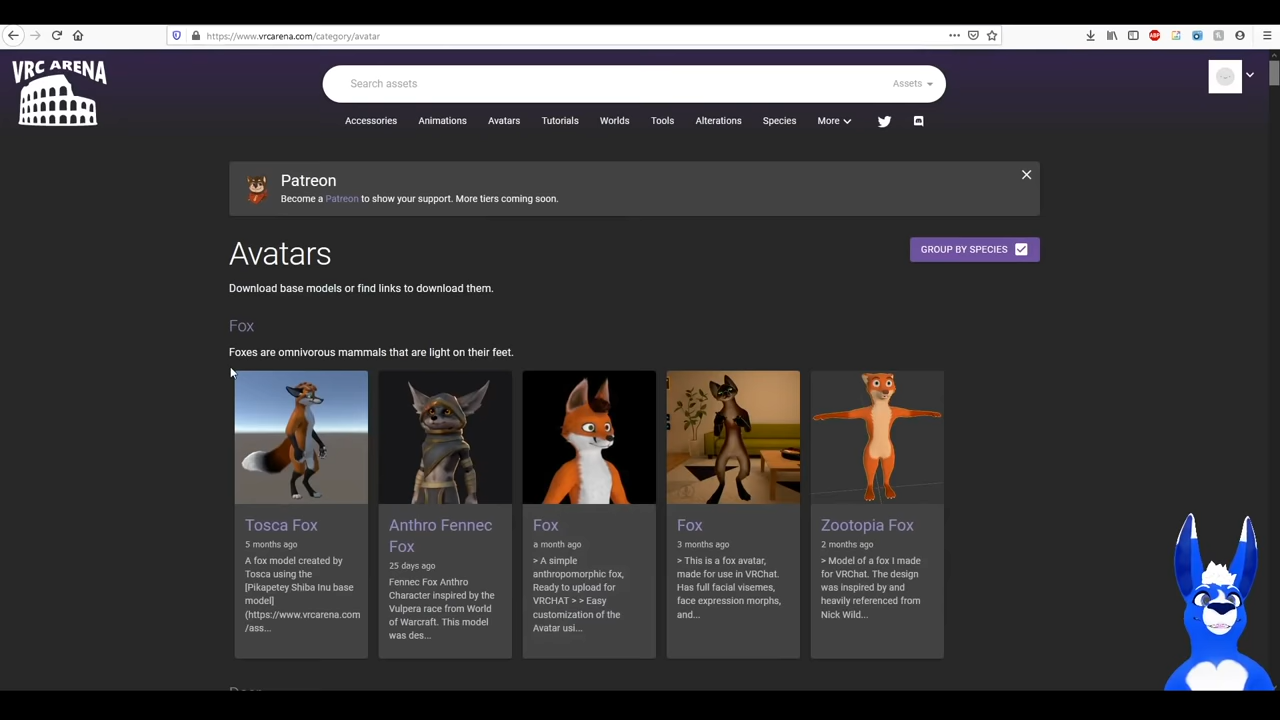 https://www.vrcarena.com/category/avatar
VRC ARENA
Search assets
Assets
Accessories
Animations
Avatars
Tutorials
Worlds
Tools
Alterations
Species
More
Patreon
Become a Patreon to show your support. More tiers coming soon.
Avatars
GROUP BY SPECIES
Download base models or find links to download them.
Fox
Foxes are omnivorous mammals that are light on their feet.
Tosca Fox
5 months ago
A fox model created by
Tosca using the
[Pikapetey Shiba Inu base
model]
(https://www.vrcarena.com
/ass...
Anthro Fennec
Fox
25 days ago
Fennec Fox Anthro
Character inspired by the
Vulpera race from World
of Warcraft. This model
was des...
Fox
a month ago
> A simple
anthropomorphic fox,
Ready to upload for
VRCHAT > > Easy
customization of the
Avatar usi...
Fox
3 months ago
> This is a fox avatar,
made for use in VRChat.
Has full facial visemes,
face expression morphs,
and...
Zootopia Fox
2 months ago
> Model of a fox I made
for VRChat. The design
was inspired by and
heavily referenced from
Nick Wild...